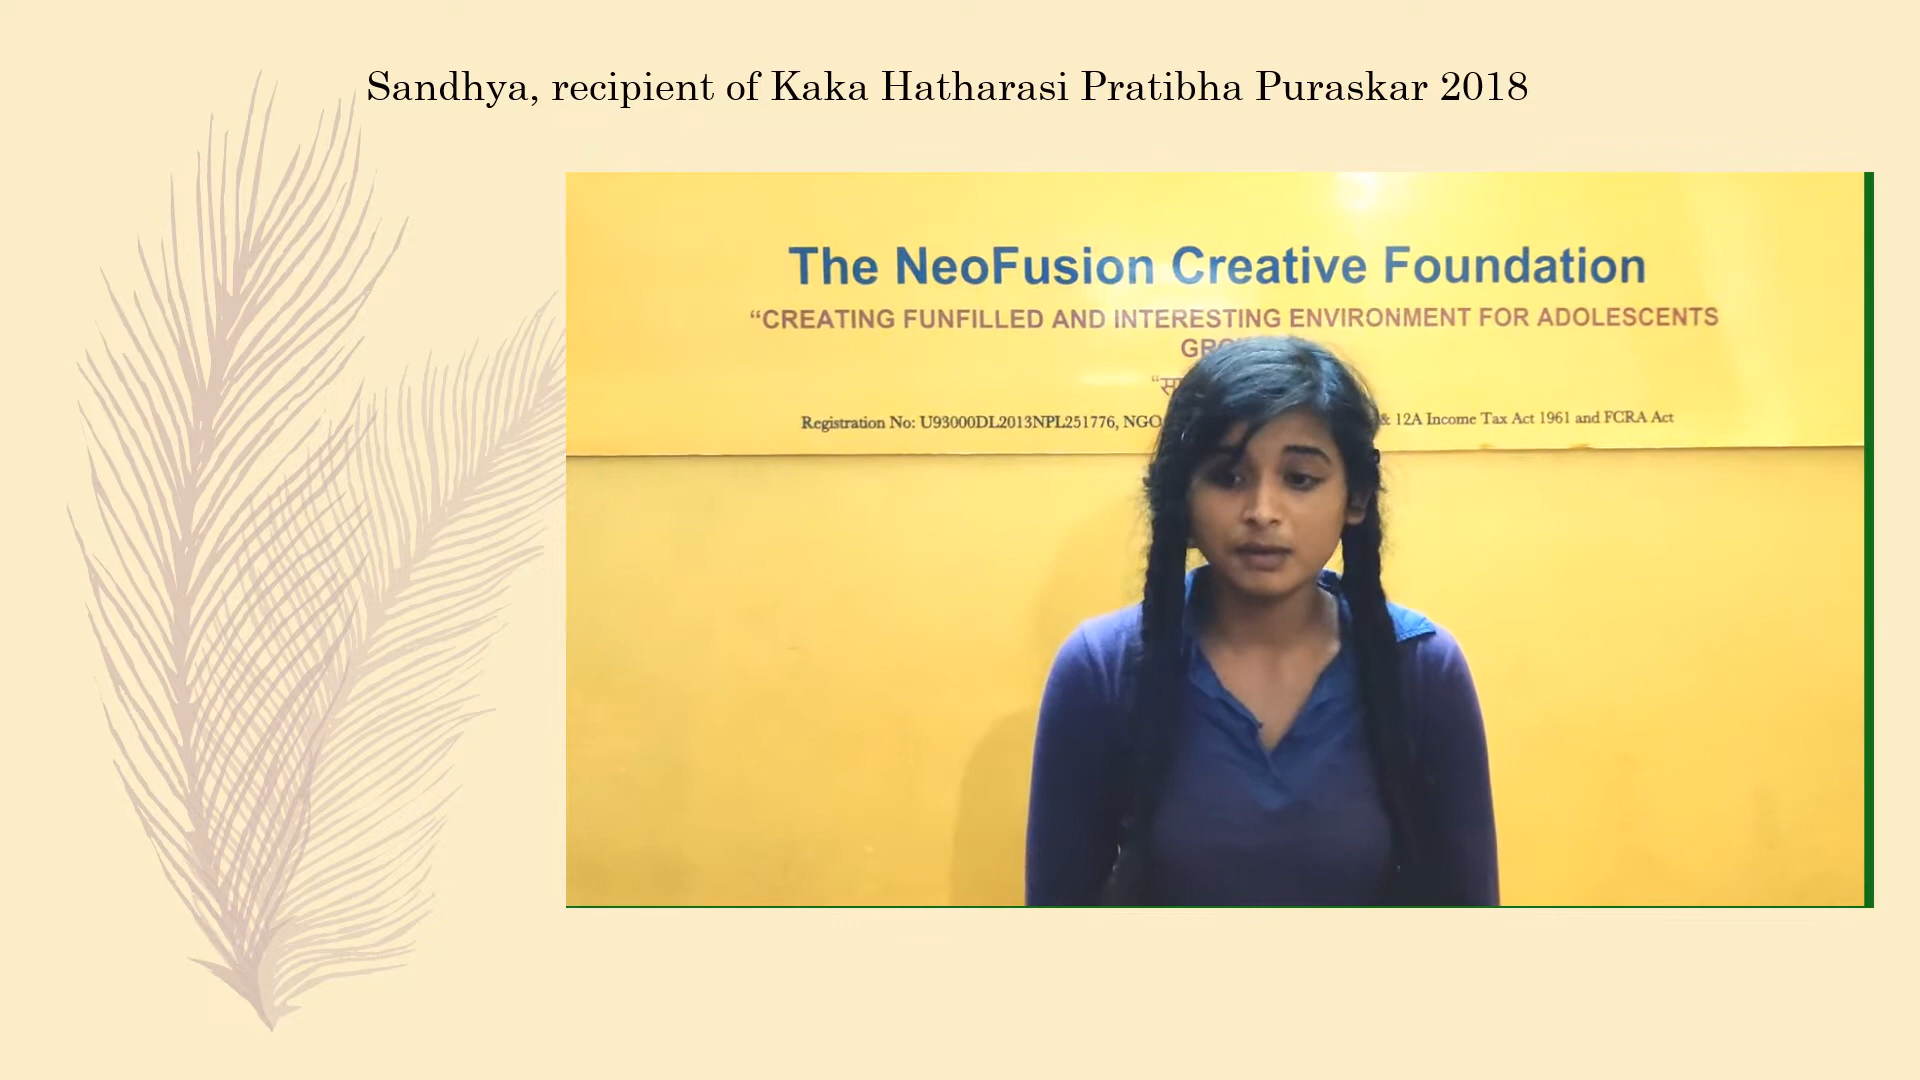 Sandhya, recipient of Kaka Hatharasi Pratibha Puraskar 2018
The NeoFusion Creative Foundation
“CREATING FUNFILLED AND INTERESTING ENVIRONMENT FOR ADOLESCENTS
Registration No: U93000DL2013NPL251776, NGO & 12A Income Tax Act 1961 and FCRA Act